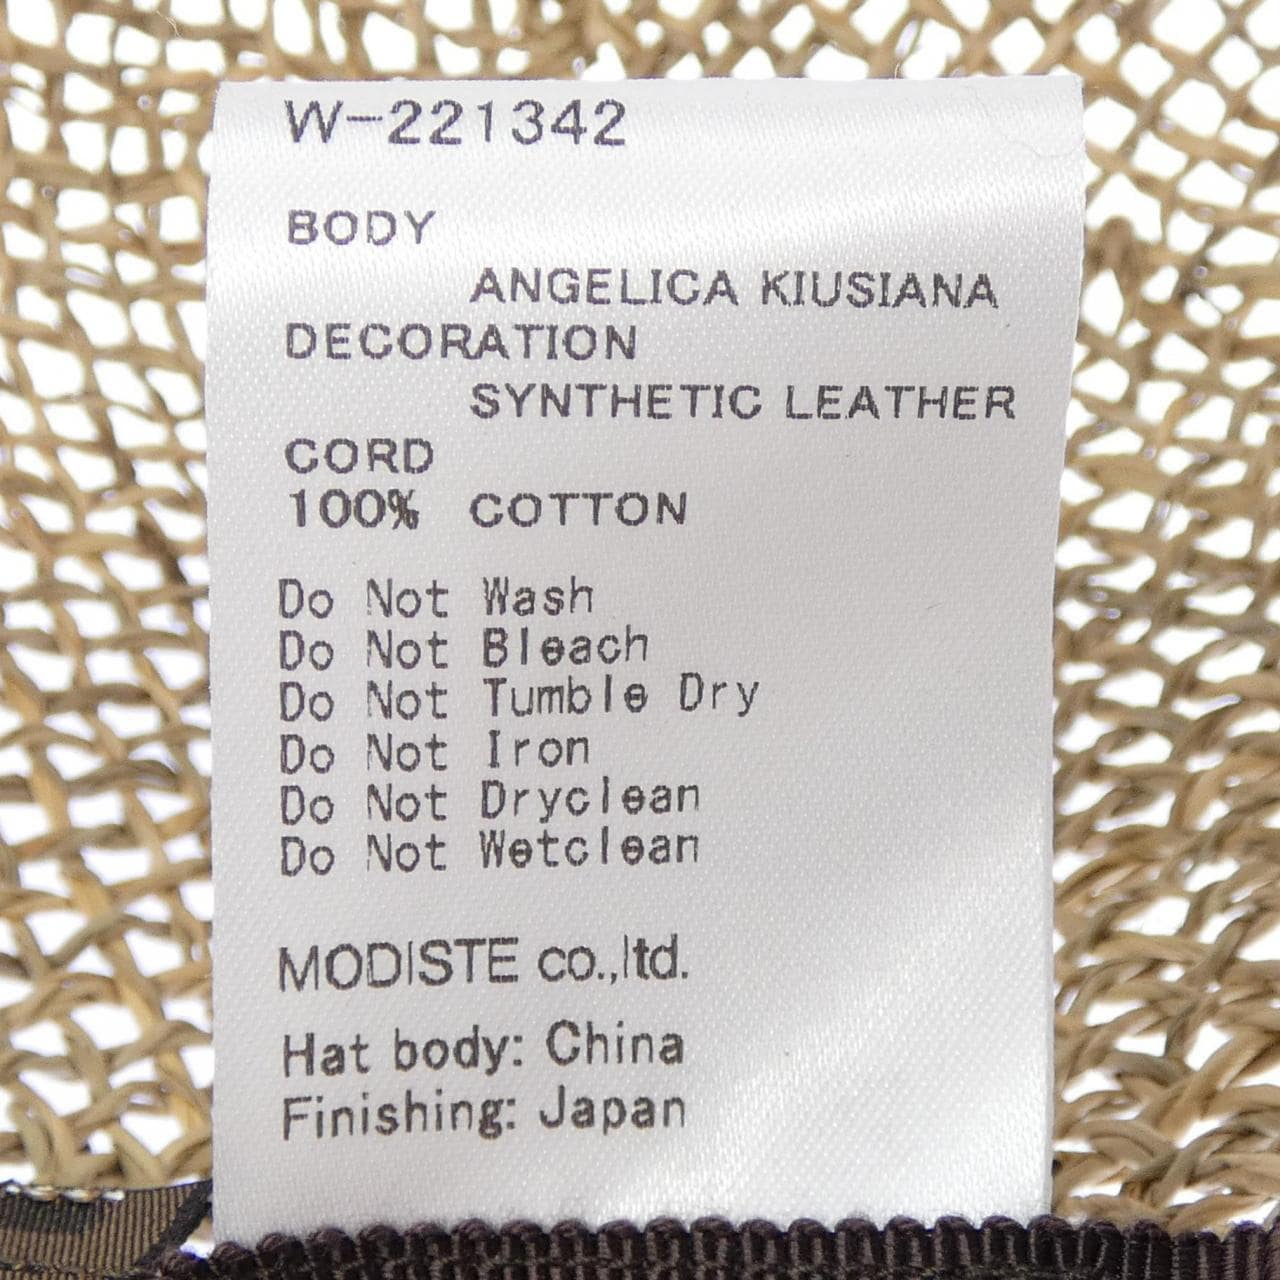 W-221342
BODY
ANGELICA KIUSIANA
DECORATION
SYNTHETIC LEATHER
CORD
100% COTTON
Do Not Wash
Do Not Bleach
Do Not Tumble Dry
Do Not Iron
Do Not Dryclean
Do Not Wetclean
MODISTE co.,ltd.
Hat body: China
Finishing: Japan